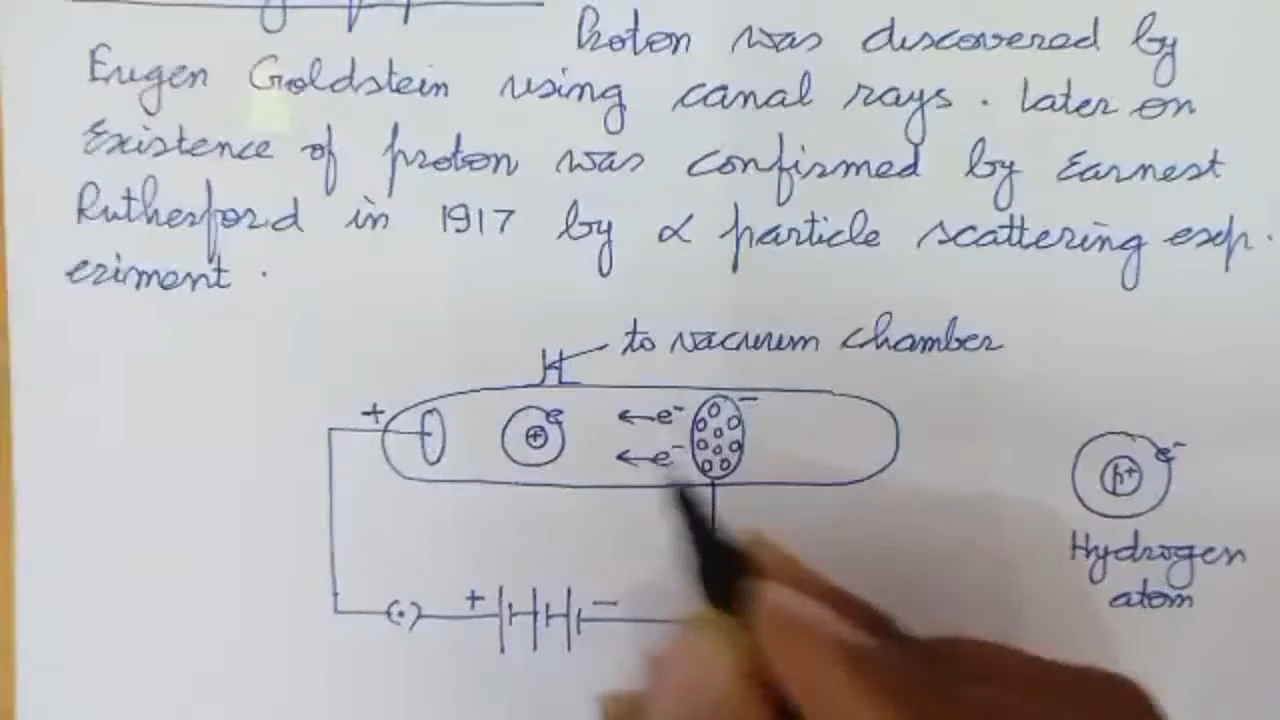 Proton was discovered by
Eugen Goldstein using canal rays. Later on
Existence of proton was confirmed by Earnest
Rutherford in 1917 by α particle scattering exp.
eriment.
to vacuum chamber
+ + e e⁻ e⁻ −
e⁻ p+
Hydrogen
atom
+ −